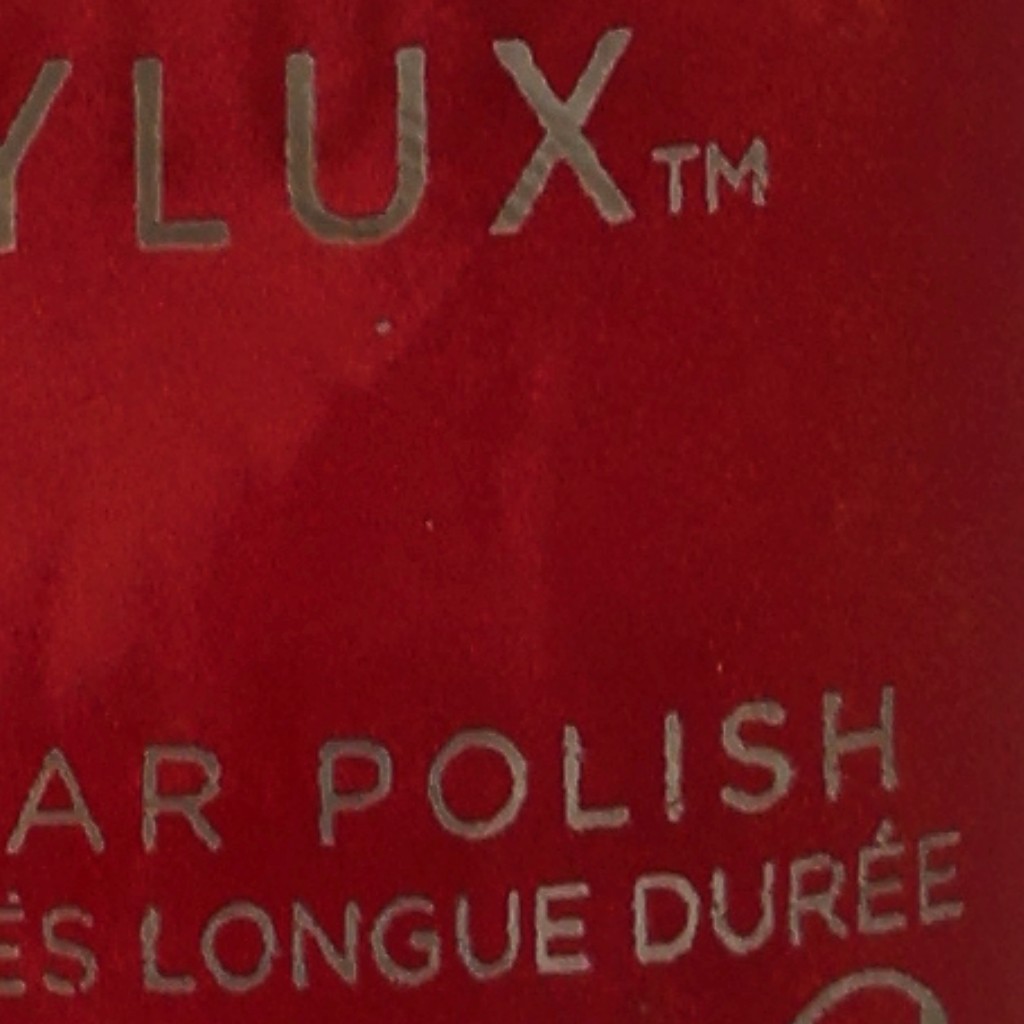 YLUX™
AR POLISH
ÈS LONGUE DURÉE